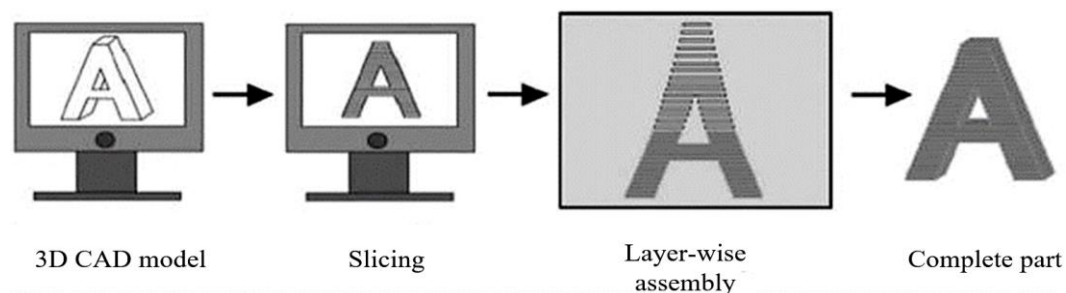 3D CAD model
Slicing
Layer-wise
assembly
Complete part